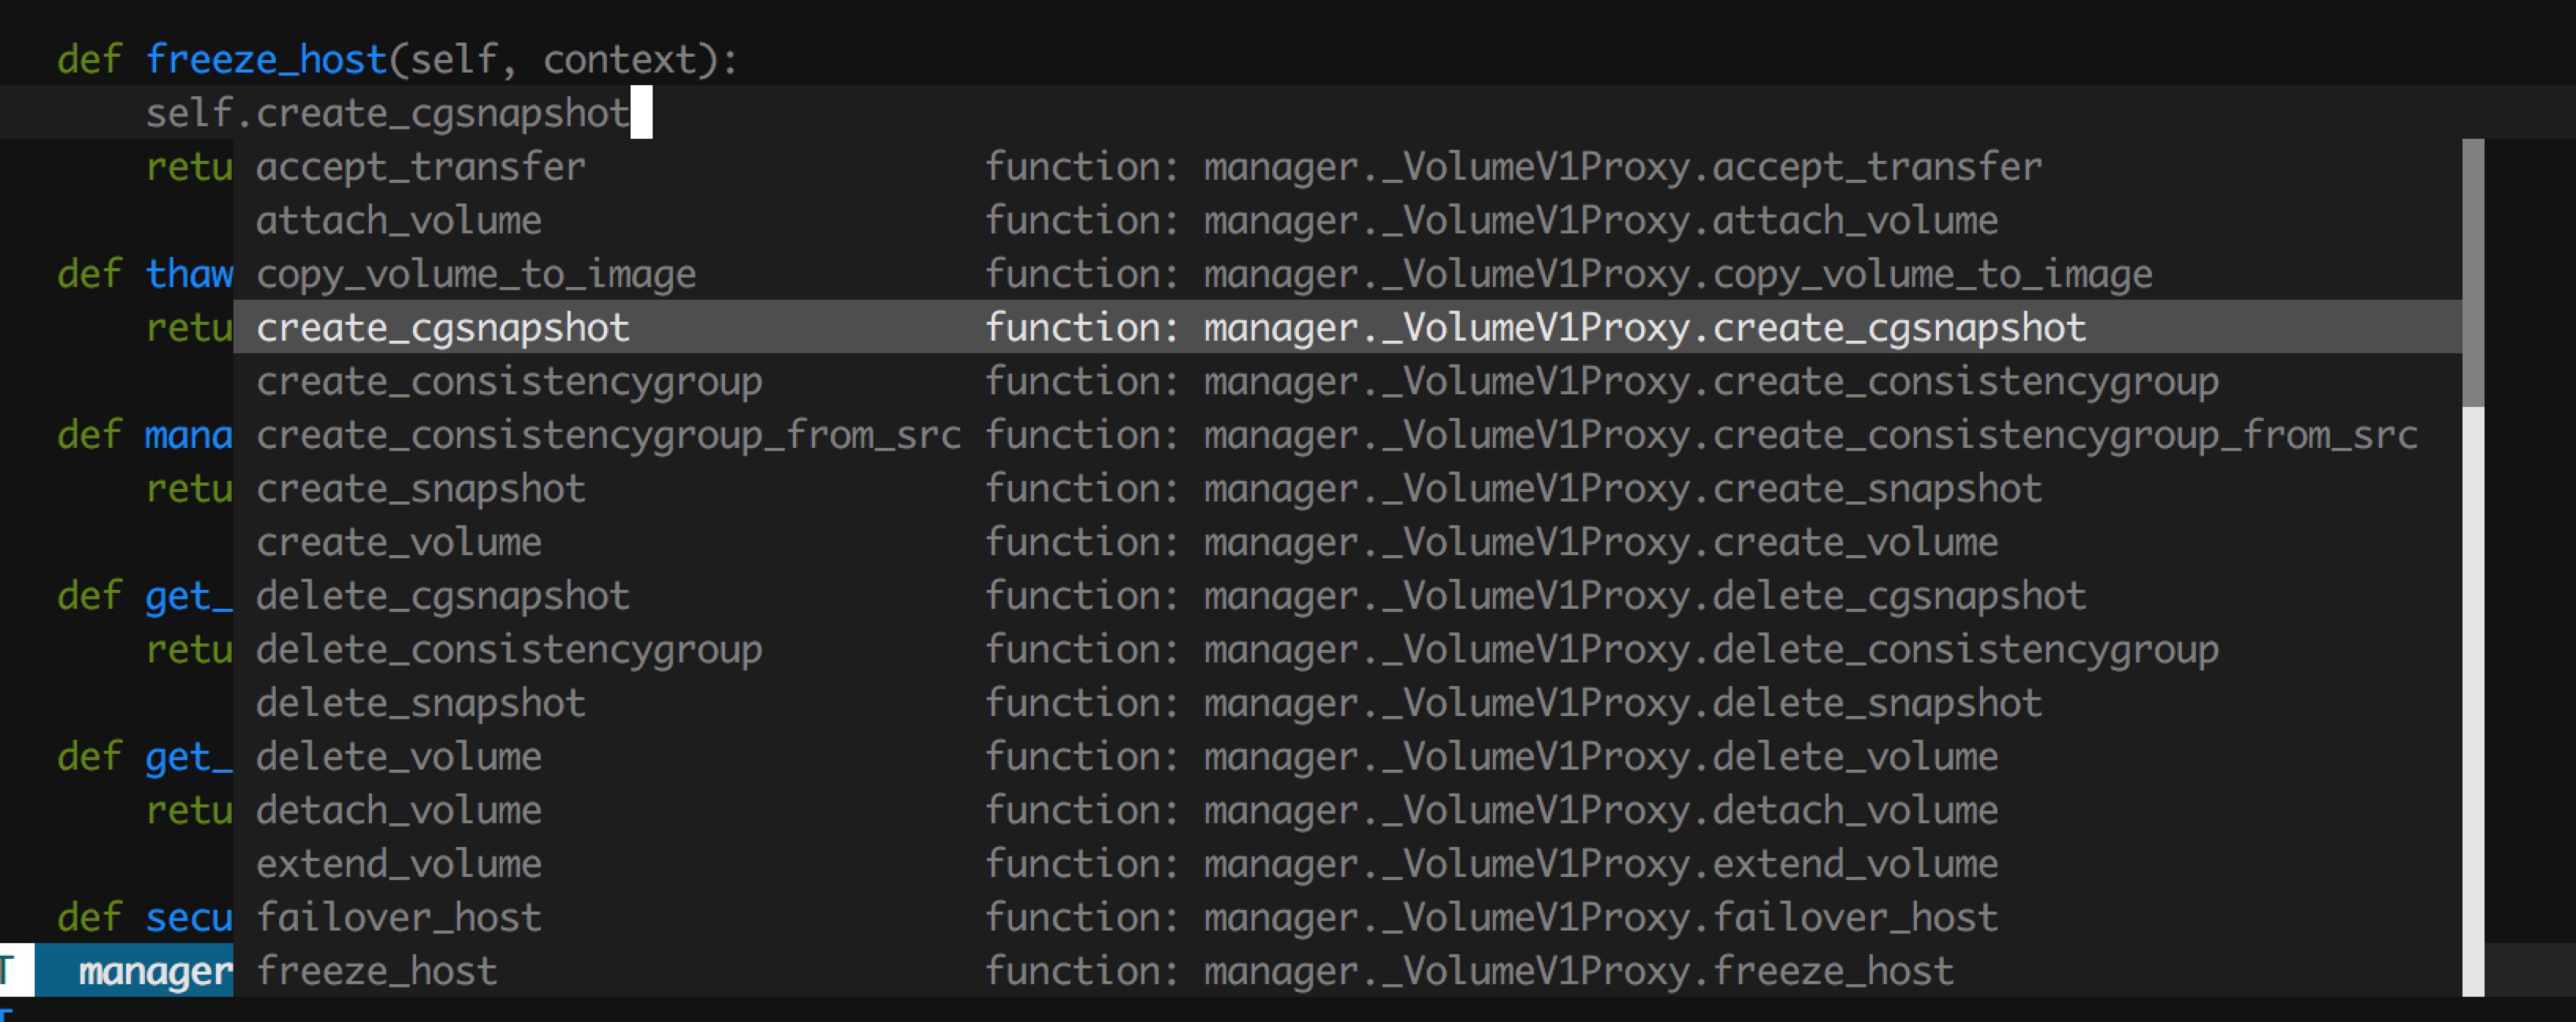 def freeze_host(self, context):
self.create_cgsnapshot
retu accept_transfer function: manager._VolumeV1Proxy.accept_transfer
attach_volume function: manager._VolumeV1Proxy.attach_volume
def thaw copy_volume_to_image function: manager._VolumeV1Proxy.copy_volume_to_image
retu create_cgsnapshot function: manager._VolumeV1Proxy.create_cgsnapshot
create_consistencygroup function: manager._VolumeV1Proxy.create_consistencygroup
def mana create_consistencygroup_from_src function: manager._VolumeV1Proxy.create_consistencygroup_from_src
retu create_snapshot function: manager._VolumeV1Proxy.create_snapshot
create_volume function: manager._VolumeV1Proxy.create_volume
def get_ delete_cgsnapshot function: manager._VolumeV1Proxy.delete_cgsnapshot
retu delete_consistencygroup function: manager._VolumeV1Proxy.delete_consistencygroup
delete_snapshot function: manager._VolumeV1Proxy.delete_snapshot
def get_ delete_volume function: manager._VolumeV1Proxy.delete_volume
retu detach_volume function: manager._VolumeV1Proxy.detach_volume
extend_volume function: manager._VolumeV1Proxy.extend_volume
def secu failover_host function: manager._VolumeV1Proxy.failover_host
T manager freeze_host function: manager._VolumeV1Proxy.freeze_host